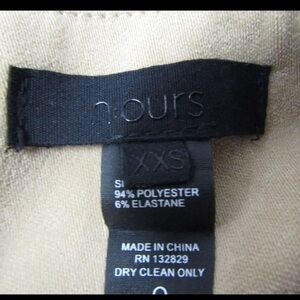 n:ours
XXS
94% POLYESTER
6% ELASTANE
MADE IN CHINA
RN 132829
DRY CLEAN ONLY